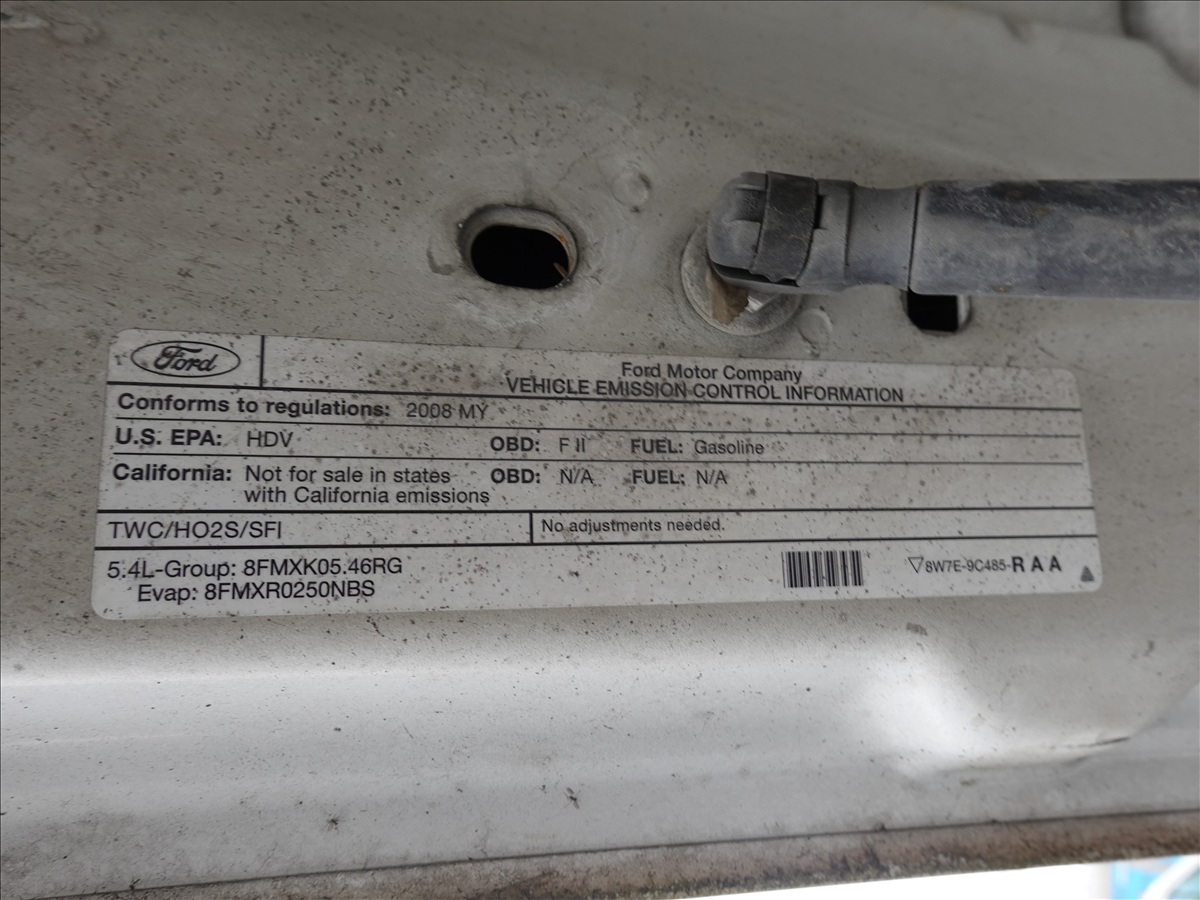 Ford
Ford Motor Company
VEHICLE EMISSION CONTROL INFORMATION
Conforms to regulations: 2008 MY
U.S. EPA: HDV OBD: F II FUEL: Gasoline
California: Not for sale in states OBD: N/A FUEL: N/A
with California emissions
TWC/HO2S/SFI No adjustments needed.
5.4L-Group: 8FMXK05.46RG
Evap: 8FMXR0250NBS
8W7E-9C485-RAA